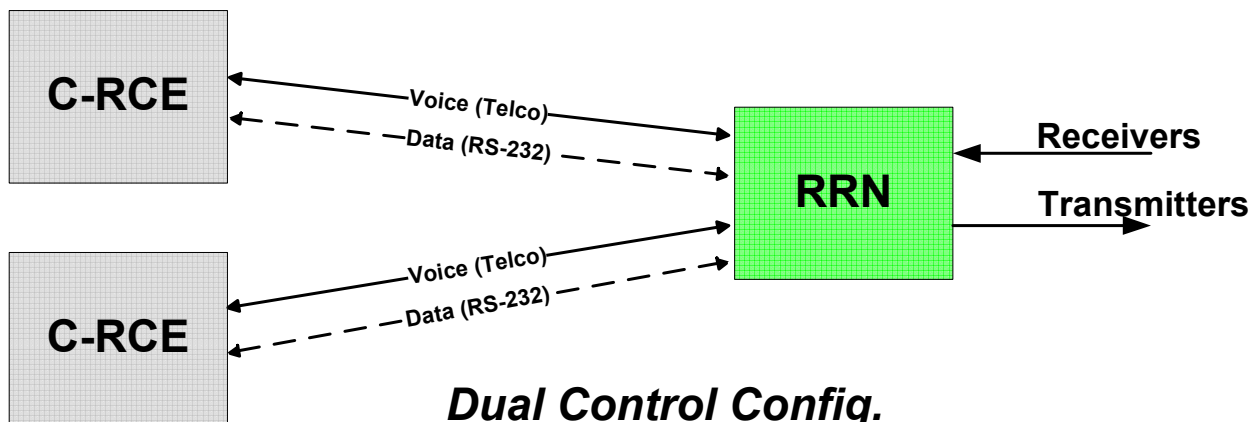 C-RCE
Voice (Telco)
Data (RS-232)
RRN
Receivers
Transmitters
C-RCE
Voice (Telco)
Data (RS-232)
Dual Control Config.